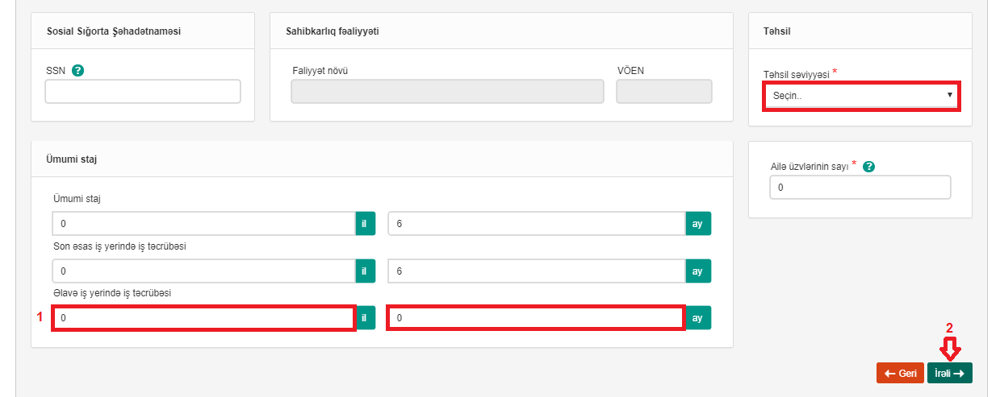 Sosial Sığorta Şəhadətnaməsi
SSN ?
Sahibkarlıq fəaliyyəti
Faliyyət növü
VÖEN
Təhsil
Təhsil səviyyəsi *
Seçin..
Ümumi staj
Ümumi staj
0 il 6 ay
Son əsas iş yerində iş təcrübəsi
0 il 6 ay
Əlavə iş yerində iş təcrübəsi
1 0 il 0 ay
Ailə üzvlərinin sayı * ?
0
2
← Geri İrəli →